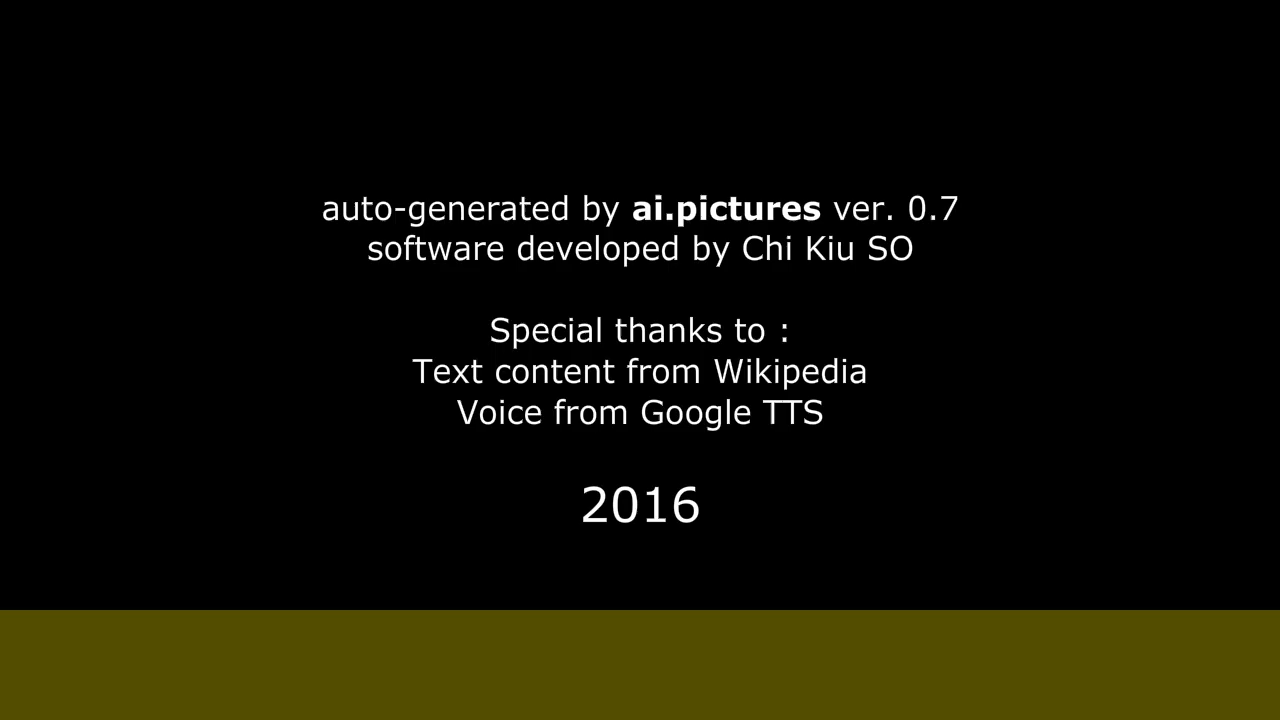 auto-generated by ai.pictures ver. 0.7
software developed by Chi Kiu SO
Special thanks to :
Text content from Wikipedia
Voice from Google TTS
2016